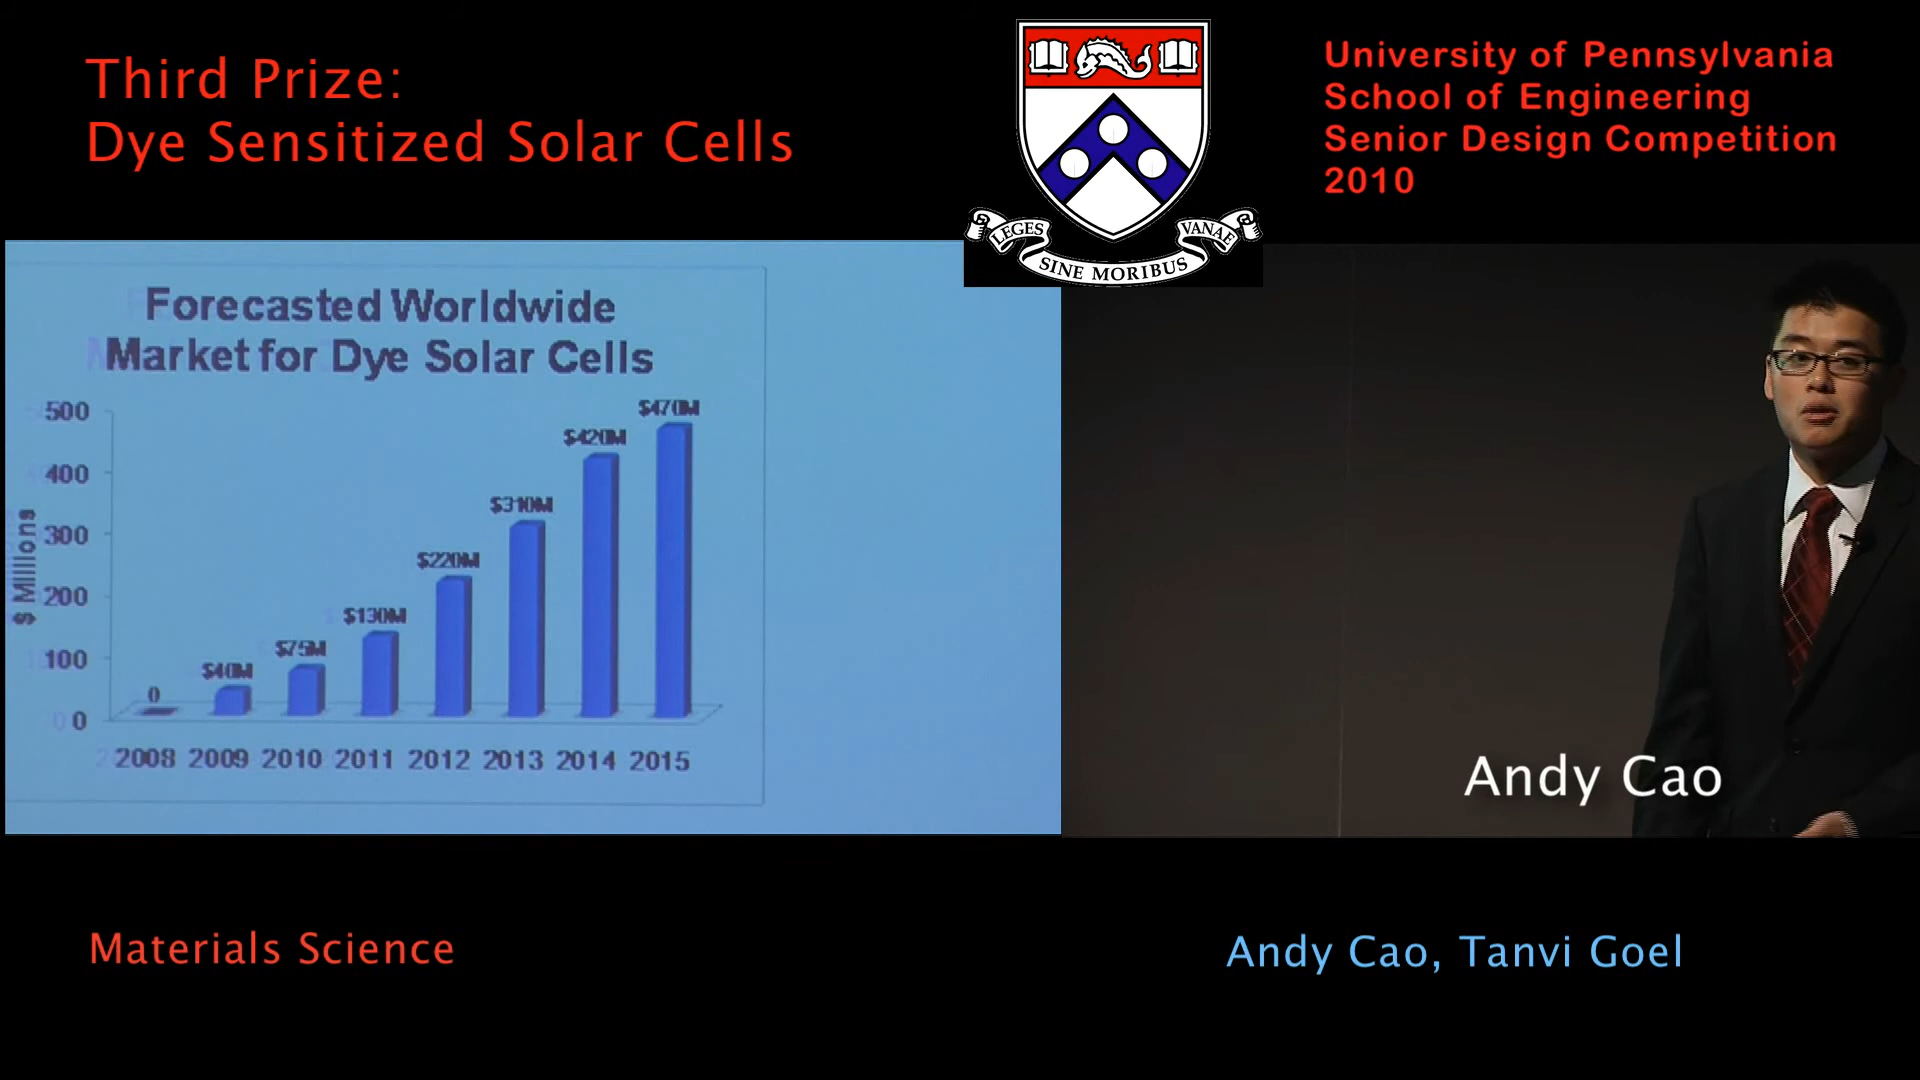 Third Prize:
Dye Sensitized Solar Cells
LEGES
SINE MORIBUS
VANAE
University of Pennsylvania
School of Engineering
Senior Design Competition
2010
Forecasted Worldwide
Market for Dye Solar Cells
$ Millions
500
400
300
200
100
0
0
$40M
$75M
$130M
$220M
$310M
$420M
$470M
2008 2009 2010 2011 2012 2013 2014 2015
Andy Cao
Materials Science
Andy Cao, Tanvi Goel